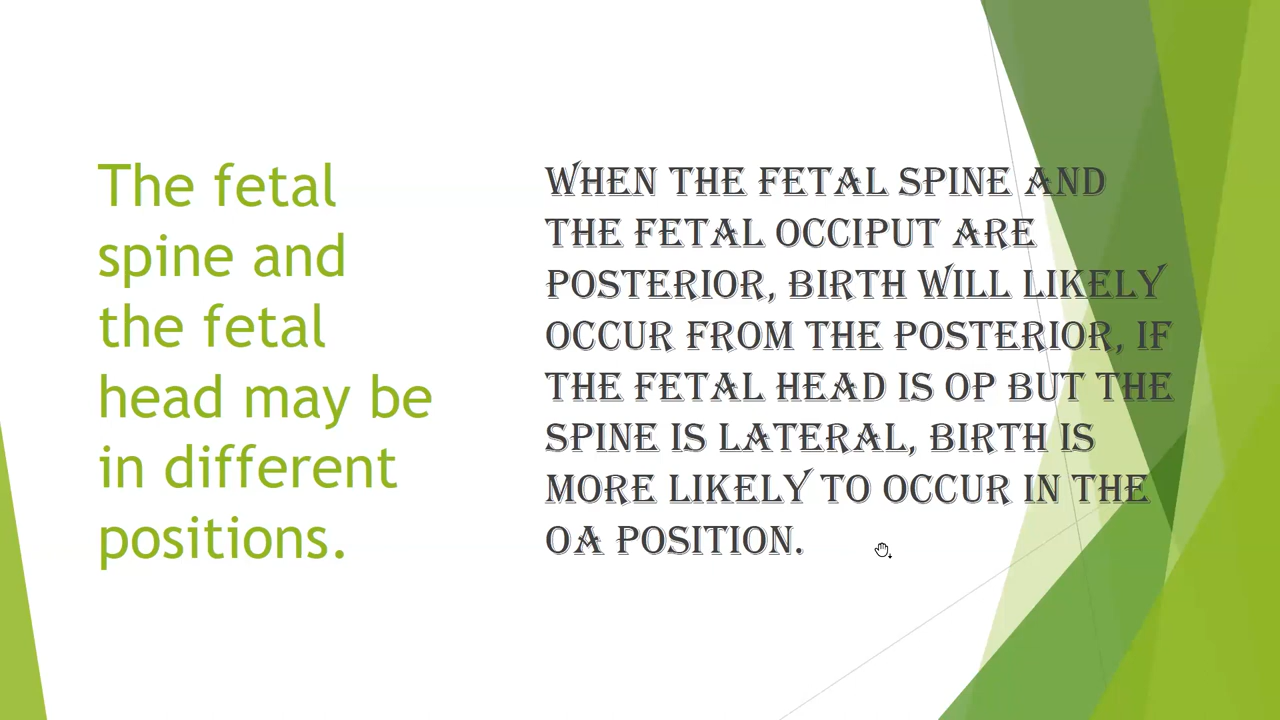 The fetal
spine and
the fetal
head may be
in different
positions.
WHEN THE FETAL SPINE AND
THE FETAL OCCIPUT ARE
POSTERIOR, BIRTH WILL LIKELY
OCCUR FROM THE POSTERIOR, IF
THE FETAL HEAD IS OP BUT THE
SPINE IS LATERAL, BIRTH IS
MORE LIKELY TO OCCUR IN THE
OA POSITION.